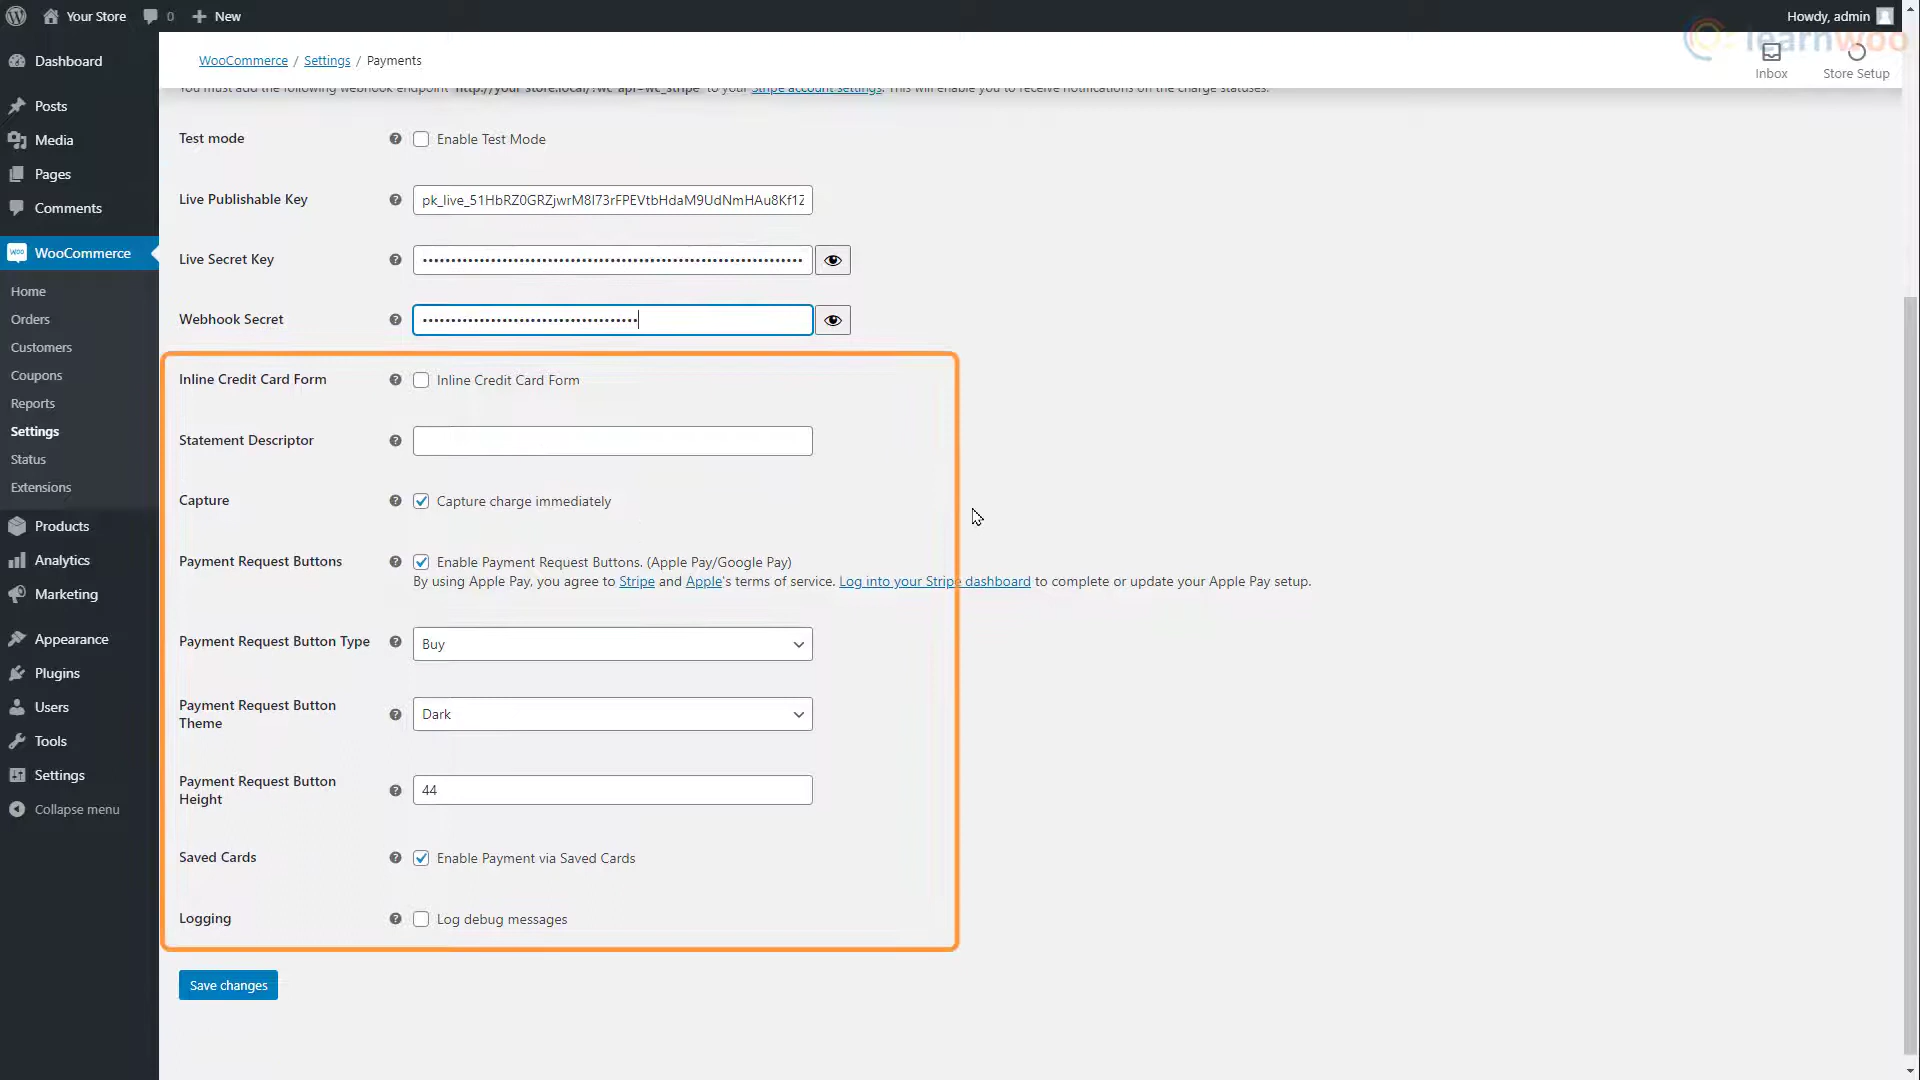 Your Store
0
New
Howdy, admin
learnwoo
WooCommerce / Settings / Payments
Inbox
Store Setup
You must add the following webhook endpoint http://your-store.local/?wc-api=wc_stripe to your Stripe account settings. This will enable you to receive notifications on the charge statuses.
Dashboard
Posts
Media
Pages
Comments
WooCommerce
Home
Orders
Customers
Coupons
Reports
Settings
Status
Extensions
Products
Analytics
Marketing
Appearance
Plugins
Users
Tools
Settings
Collapse menu
Test mode
Enable Test Mode
Live Publishable Key
pk_live_51HbRZ0GRZjwrM8I73rFPEVtbHdaM9UdNmHAu8Kf1Z
Live Secret Key
Webhook Secret
Inline Credit Card Form
Inline Credit Card Form
Statement Descriptor
Capture
Capture charge immediately
Payment Request Buttons
Enable Payment Request Buttons. (Apple Pay/Google Pay)
By using Apple Pay, you agree to Stripe and Apple's terms of service. Log into your Stripe dashboard to complete or update your Apple Pay setup.
Payment Request Button Type
Buy
Payment Request Button
Theme
Dark
Payment Request Button
Height
44
Saved Cards
Enable Payment via Saved Cards
Logging
Log debug messages
Save changes